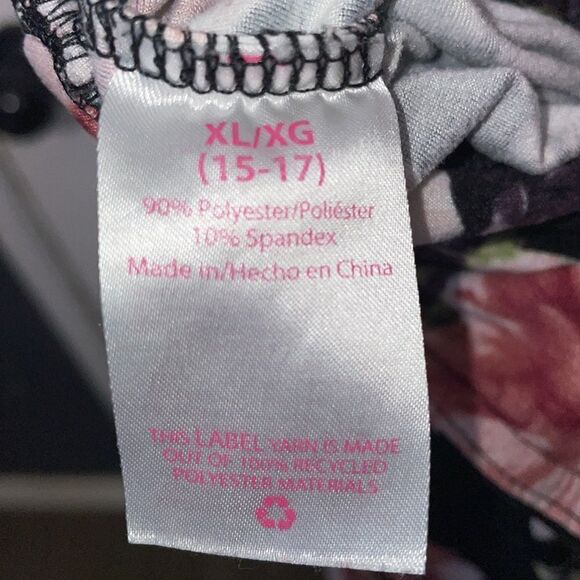 XL/XG
(15-17)
90% Polyester/Poliéster
10% Spandex
Made in/Hecho en China
THIS LABEL YARN IS MADE
OUT OF 100% RECYCLED
POLYESTER MATERIALS